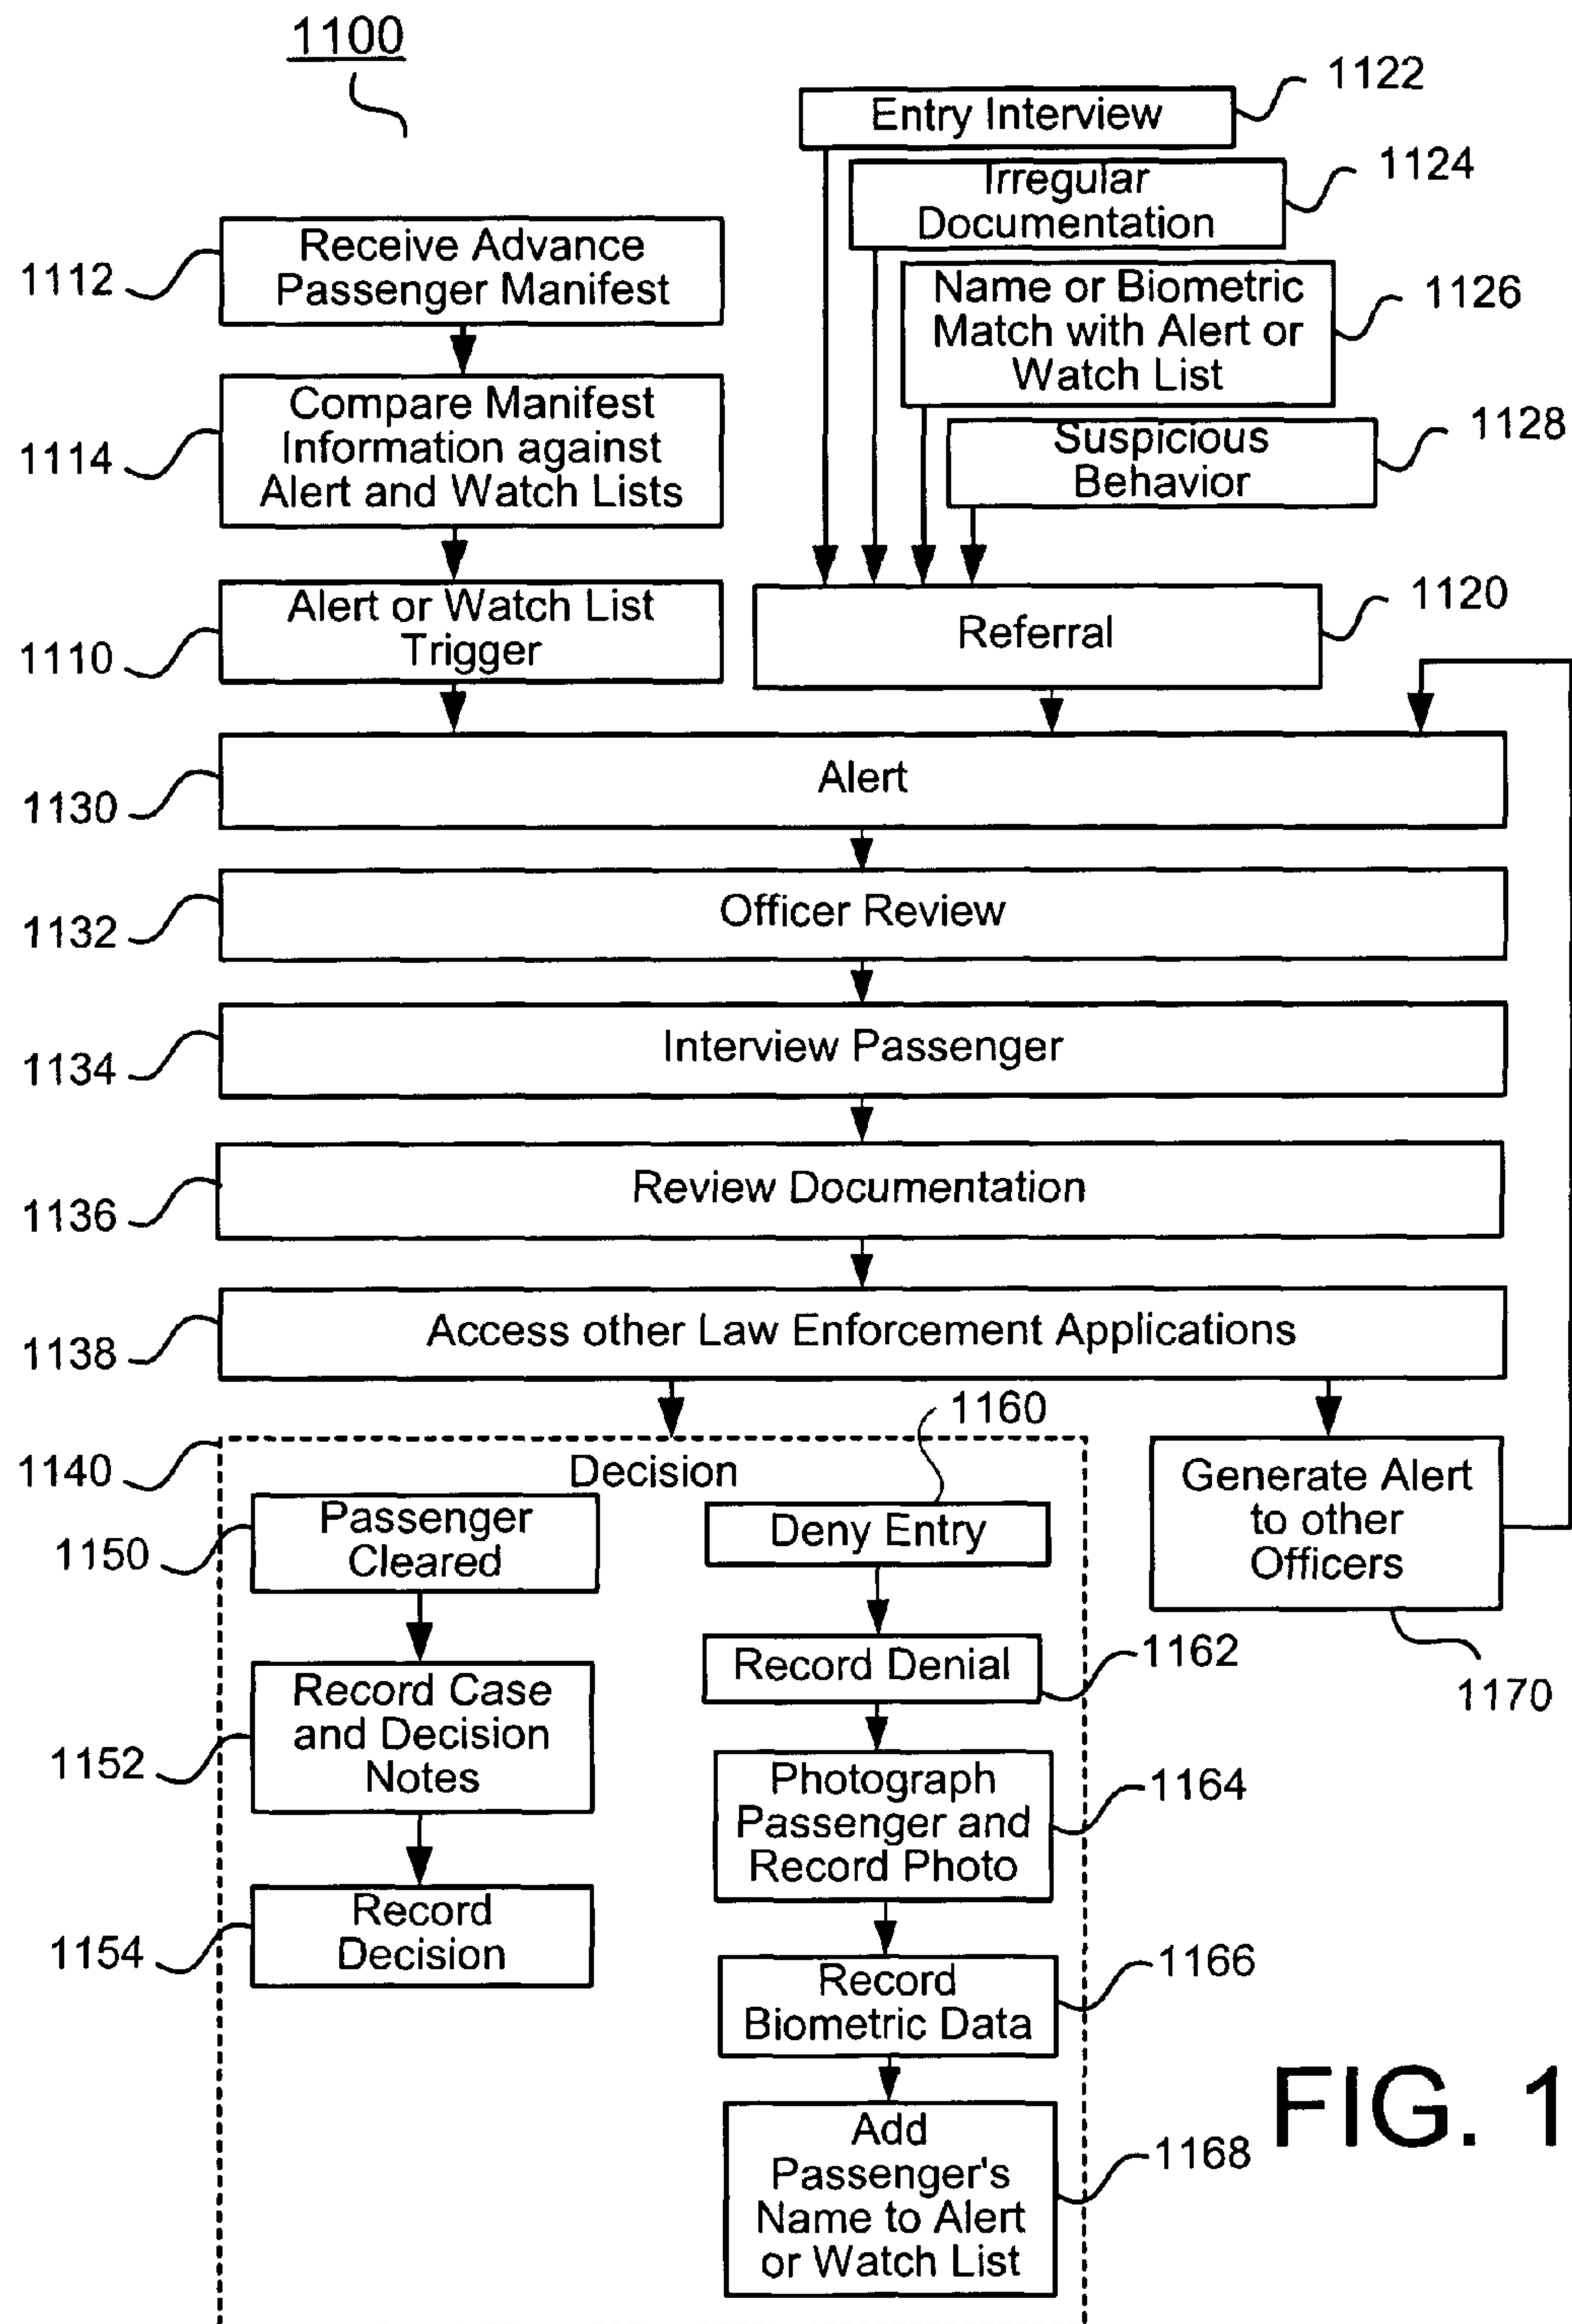 1100
Entry Interview
1122
Irregular
Documentation
1124
Name or Biometric
Match with Alert or
Watch List
1126
Suspicious
Behavior
1128
Receive Advance
Passenger Manifest
1112
Compare Manifest
Information against
Alert and Watch Lists
1114
Alert or Watch List
Trigger
1110
Referral
1120
Alert
1130
Officer Review
1132
Interview Passenger
1134
Review Documentation
1136
Access other Law Enforcement Applications
1138
1140
Decision
Passenger
Cleared
1150
Record Case
and Decision
Notes
1152
Record
Decision
1154
1160
Deny Entry
Record Denial
1162
Photograph
Passenger and
Record Photo
1164
Record
Biometric Data
1166
Add
Passenger's
Name to Alert
or Watch List
1168
Generate Alert
to other
Officers
1170
FIG. 1